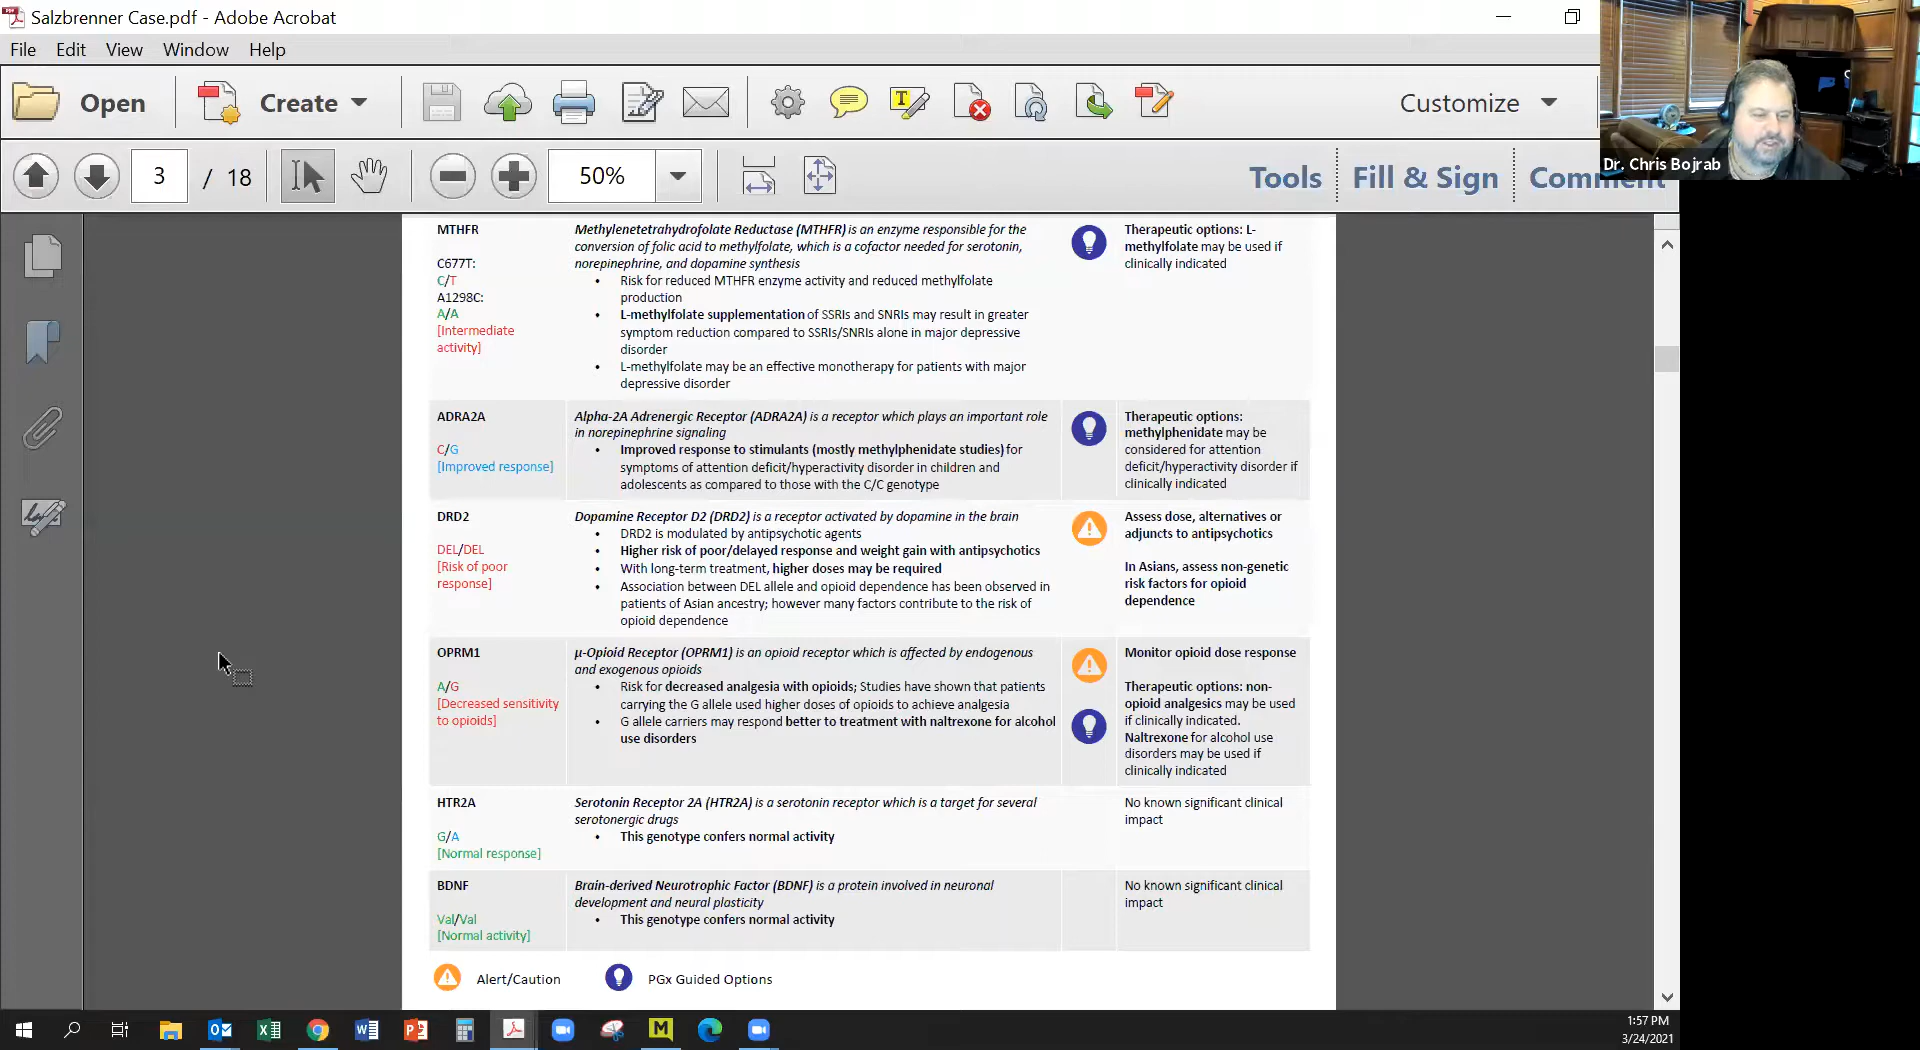 Salzbrenner Case.pdf - Adobe Acrobat
File Edit View Window Help
Open Create Customize
3 / 18 50% Tools Fill & Sign Comment
Dr. Chris Bojrab
MTHFR
C677T:
C/T
A1298C:
A/A
[Intermediate
activity]
Methylenetetrahydrofolate Reductase (MTHFR) is an enzyme responsible for the
conversion of folic acid to methylfolate, which is a cofactor needed for serotonin,
norepinephrine, and dopamine synthesis
• Risk for reduced MTHFR enzyme activity and reduced methylfolate
production
• L-methylfolate supplementation of SSRIs and SNRIs may result in greater
symptom reduction compared to SSRIs/SNRIs alone in major depressive
disorder
• L-methylfolate may be an effective monotherapy for patients with major
depressive disorder
Therapeutic options: L-
methylfolate may be used if
clinically indicated
ADRA2A
C/G
[Improved response]
Alpha-2A Adrenergic Receptor (ADRA2A) is a receptor which plays an important role
in norepinephrine signaling
• Improved response to stimulants (mostly methylphenidate studies) for
symptoms of attention deficit/hyperactivity disorder in children and
adolescents as compared to those with the C/C genotype
Therapeutic options:
methylphenidate may be
considered for attention
deficit/hyperactivity disorder if
clinically indicated
DRD2
DEL/DEL
[Risk of poor
response]
Dopamine Receptor D2 (DRD2) is a receptor activated by dopamine in the brain
• DRD2 is modulated by antipsychotic agents
• Higher risk of poor/delayed response and weight gain with antipsychotics
• With long-term treatment, higher doses may be required
• Association between DEL allele and opioid dependence has been observed in
patients of Asian ancestry; however many factors contribute to the risk of
opioid dependence
Assess dose, alternatives or
adjuncts to antipsychotics
In Asians, assess non-genetic
risk factors for opioid
dependence
OPRM1
A/G
[Decreased sensitivity
to opioids]
μ-Opioid Receptor (OPRM1) is an opioid receptor which is affected by endogenous
and exogenous opioids
• Risk for decreased analgesia with opioids; Studies have shown that patients
carrying the G allele used higher doses of opioids to achieve analgesia
• G allele carriers may respond better to treatment with naltrexone for alcohol
use disorders
Monitor opioid dose response
Therapeutic options: non-
opioid analgesics may be used
if clinically indicated.
Naltrexone for alcohol use
disorders may be used if
clinically indicated
HTR2A
G/A
[Normal response]
Serotonin Receptor 2A (HTR2A) is a serotonin receptor which is a target for several
serotonergic drugs
• This genotype confers normal activity
No known significant clinical
impact
BDNF
Val/Val
[Normal activity]
Brain-derived Neurotrophic Factor (BDNF) is a protein involved in neuronal
development and neural plasticity
• This genotype confers normal activity
No known significant clinical
impact
Alert/Caution PGx Guided Options
1:57 PM
3/24/2021